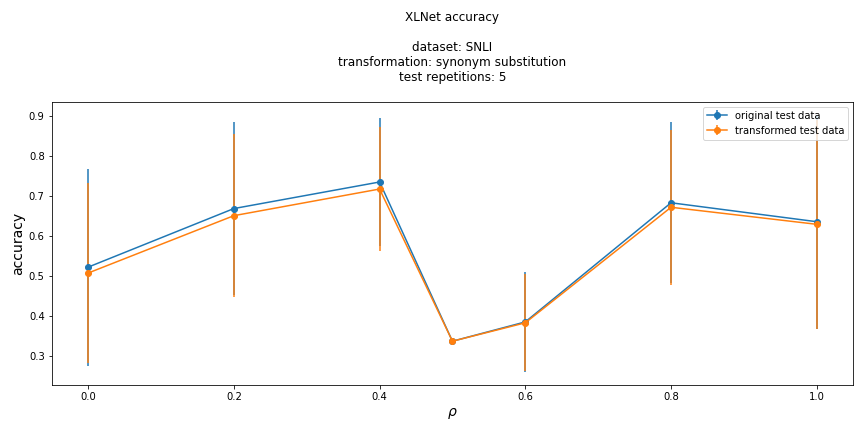 XLNet accuracy
dataset: SNLI
transformation: synonym substitution
test repetitions: 5
original test data
transformed test data
accuracy
0.9
0.8
0.7
0.6
0.5
0.4
0.3
0.0 0.2 0.4 0.6 0.8 1.0
ρ